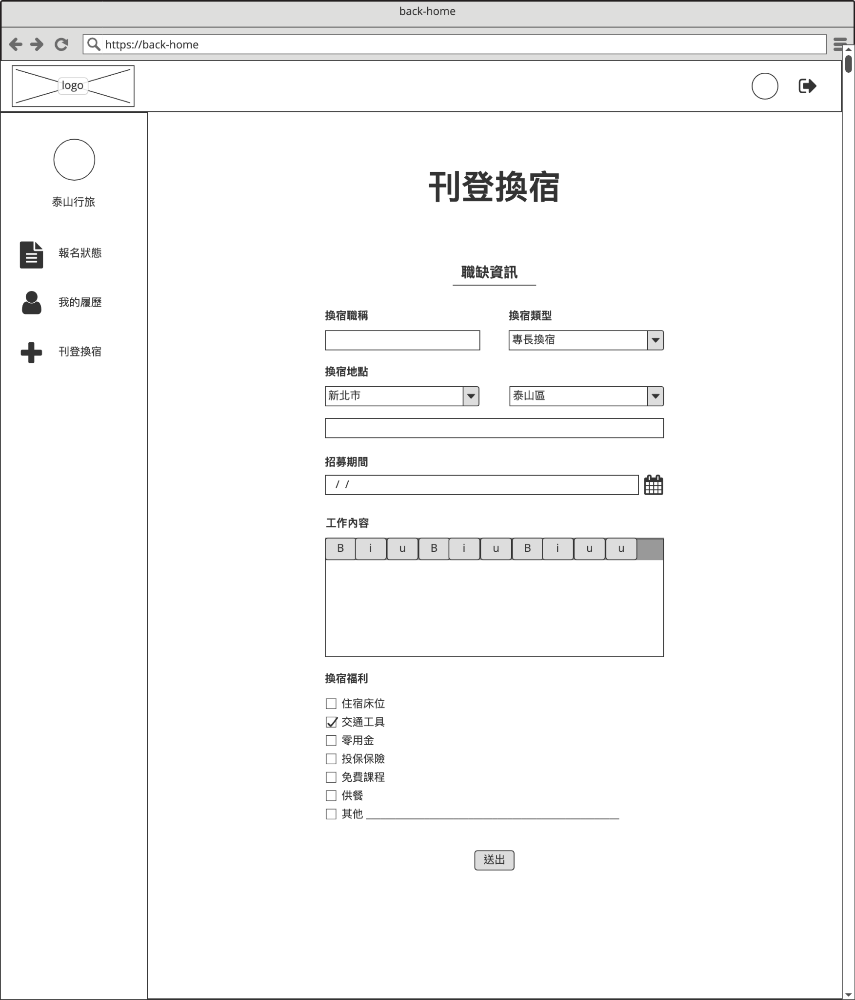 back-home
https://back-home
logo
泰山行旅
報名狀態
我的履歷
刊登換宿
刊登換宿
職缺資訊
換宿職稱
換宿類型
專長換宿
換宿地點
新北市
泰山區
招募期間
/ /
工作內容
B i u B i u B i u u
換宿福利
住宿床位
交通工具
零用金
投保保險
免費課程
供餐
其他
送出